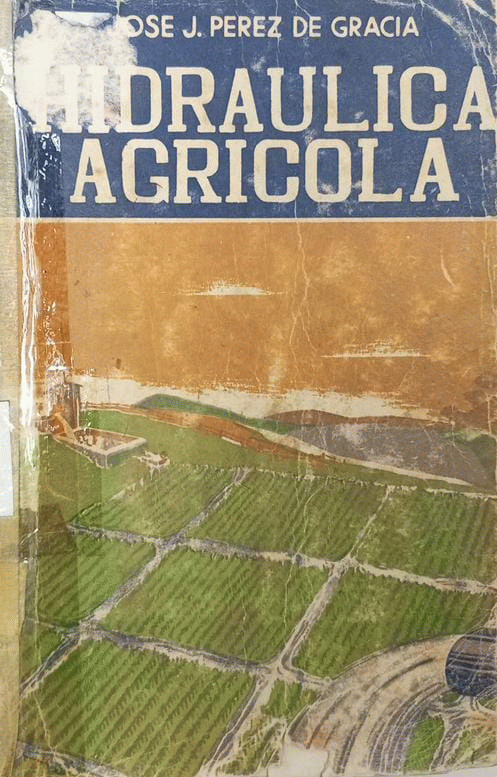 JOSE J. PEREZ DE GRACIA
HIDRAULICA
AGRICOLA